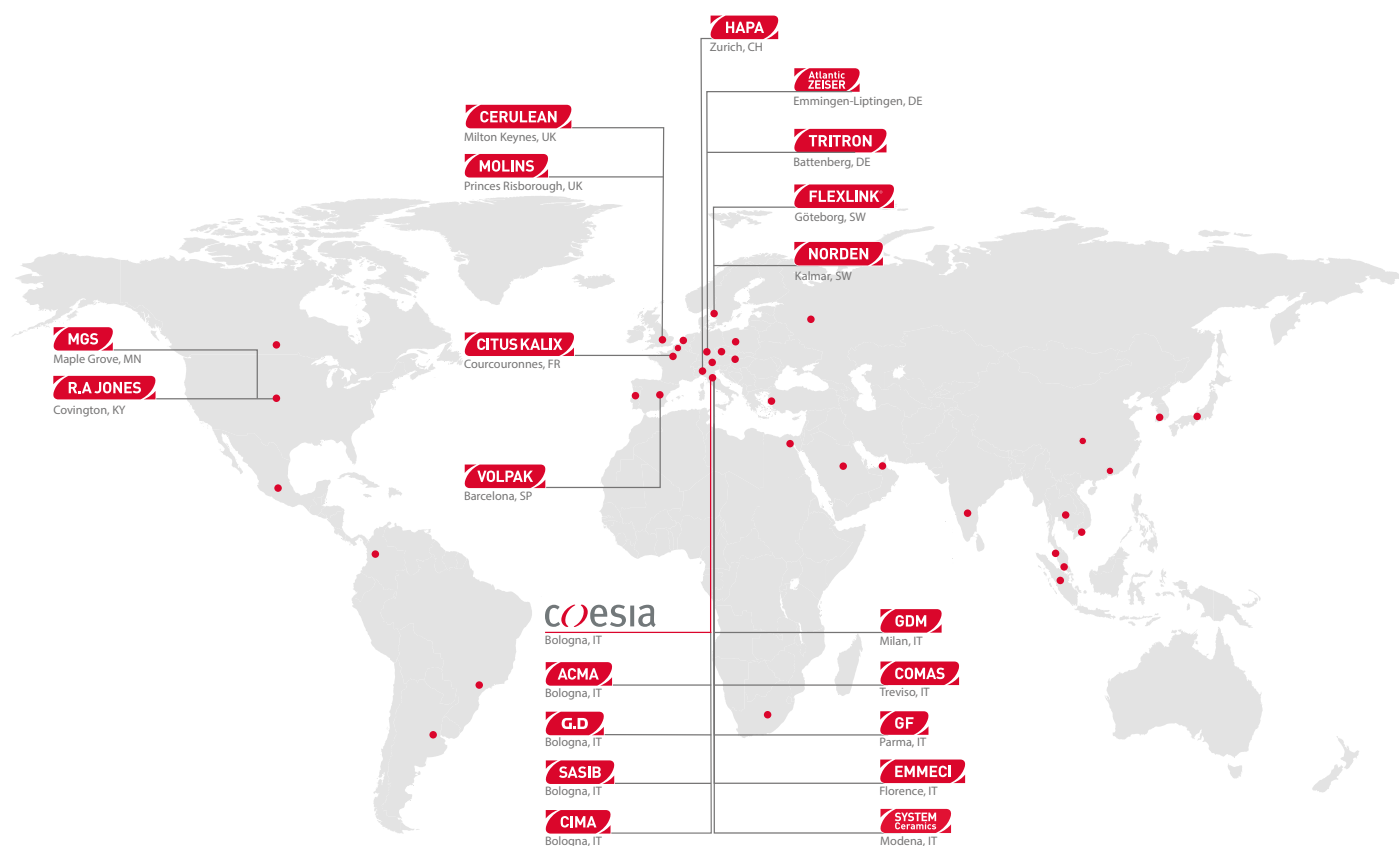 HAPA
Zurich, CH
Atlantic
ZEISER
Emmingen-Liptingen, DE
CERULEAN
Milton Keynes, UK
TRITRON
Battenberg, DE
MOLINS
Princes Risborough, UK
FLEXLINK®
Göteborg, SW
NORDEN
Kalmar, SW
MGS
Maple Grove, MN
CITUS KALIX
Courcouronnes, FR
R.A JONES
Covington, KY
VOLPAK
Barcelona, SP
coesia
Bologna, IT
GDM
Milan, IT
ACMA
Bologna, IT
COMAS
Treviso, IT
G.D
Bologna, IT
GF
Parma, IT
SASIB
Bologna, IT
EMMECI
Florence, IT
CIMA
Bologna, IT
SYSTEM
Ceramics
Modena, IT